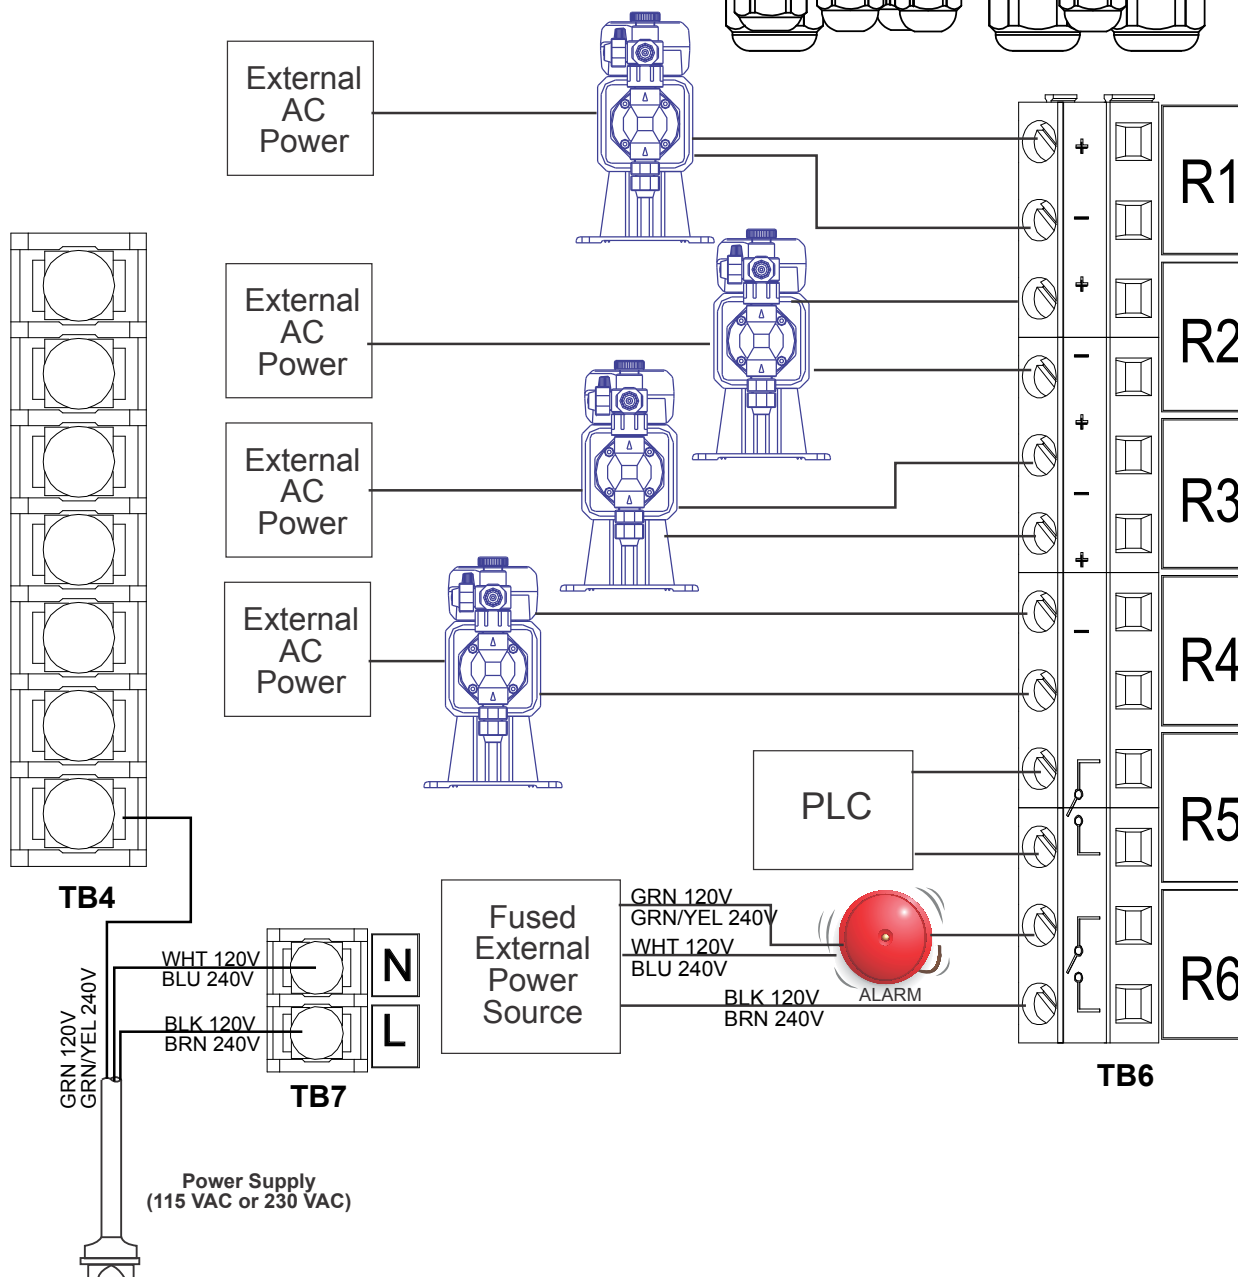 External
AC
Power
+
R1
−
External
AC
Power
+
R2
−
External
AC
Power
+
R3
−
External
AC
Power
+
R4
−
PLC
R5
TB4
Fused
External
Power
Source
GRN 120V
GRN/YEL 240V
WHT 120V
BLU 240V
BLK 120V
BRN 240V
ALARM
R6
TB6
WHT 120V
BLU 240V
N
BLK 120V
BRN 240V
L
TB7
GRN 120V
GRN/YEL 240V
Power Supply
(115 VAC or 230 VAC)